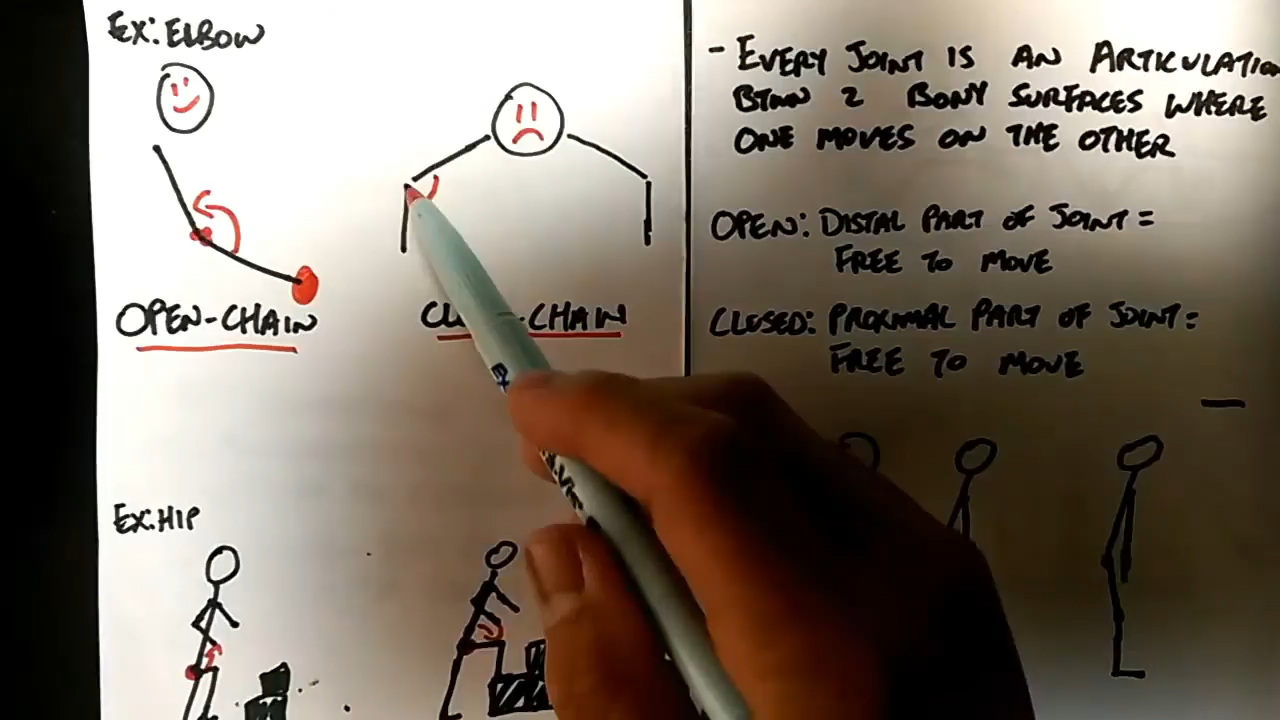 EX: ELBOW
OPEN-CHAIN
-CHAIN
EX: HIP
- EVERY JOINT IS AN ARTICULATION
BTWN 2 BONY SURFACES WHERE
ONE MOVES ON THE OTHER
OPEN: DISTAL PART OF JOINT =
FREE TO MOVE
CLOSED: PROXIMAL PART OF JOINT =
FREE TO MOVE